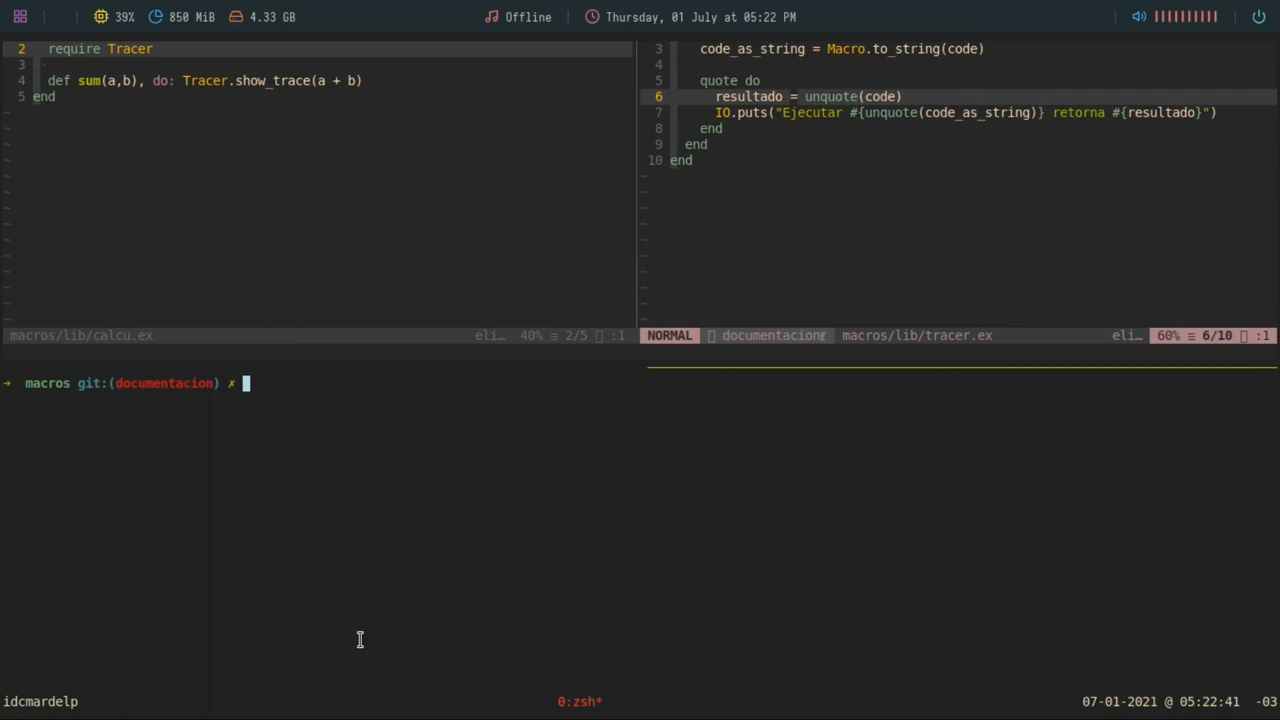 39% 850 MiB 4.33 GB Offline Thursday, 01 July at 05:22 PM
2 require Tracer
3
4 def sum(a,b), do: Tracer.show_trace(a + b)
5 end
~
~
~
~
~
~
~
~
~
~
~
~
~
~
macros/lib/calcu.ex eli… 40% ≡ 2/5 :1
3 code_as_string = Macro.to_string(code)
4
5 quote do
6 resultado = unquote(code)
7 IO.puts("Ejecutar #{unquote(code_as_string)} retorna #{resultado}")
8 end
9 end
10 end
~
~
~
~
~
~
~
~
~
~
NORMAL documentacion macros/lib/tracer.ex eli… 60% ≡ 6/10 :1
➜ macros git:(documentacion) ✗
idcmardelp 0:zsh* 07-01-2021 @ 05:22:41 -03